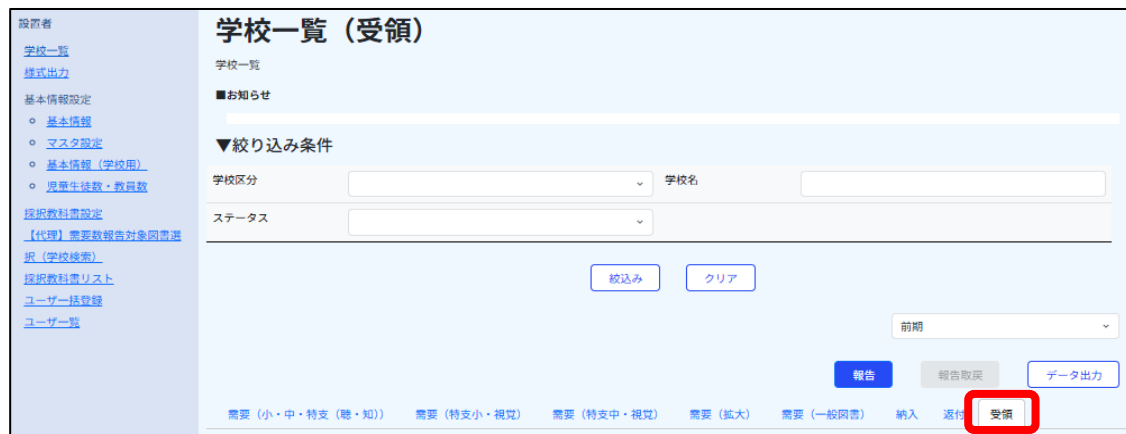 設置者
学校一覧
様式出力
基本情報設定
基本情報
マスタ設定
基本情報（学校用）
児童生徒数・教員数
採択教科書設定
【代理】需要数報告対象図書選
択（学校検索）
採択教科書リスト
ユーザ一括登録
ユーザ一覧
学校一覧（受領）
学校一覧
■お知らせ
▼絞り込み条件
学校区分 学校名
ステータス
絞込み クリア
前期
報告 報告取戻 データ出力
需要（小・中・特支（聴・知）） 需要（特支小・視覚） 需要（特支中・視覚） 需要（拡大） 需要（一般図書） 納入 返付 受領